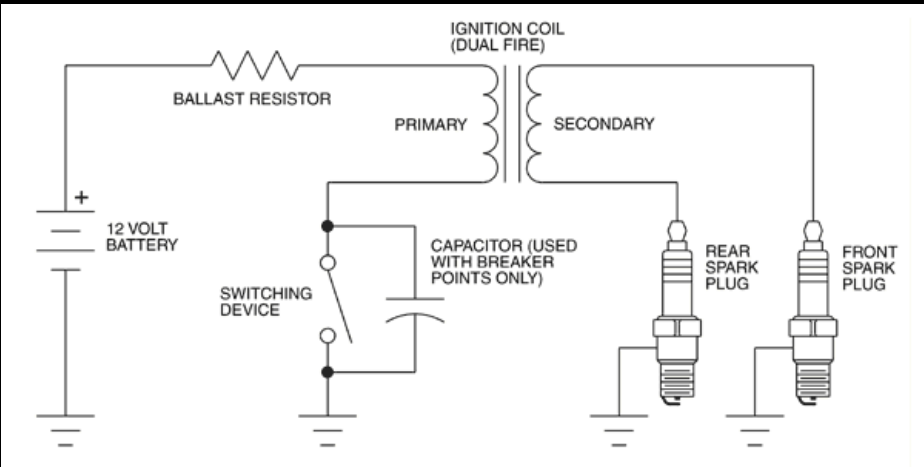 IGNITION COIL
(DUAL FIRE)
BALLAST RESISTOR
PRIMARY
SECONDARY
+
12 VOLT
BATTERY
CAPACITOR (USED
WITH BREAKER
POINTS ONLY)
SWITCHING
DEVICE
REAR
SPARK
PLUG
FRONT
SPARK
PLUG